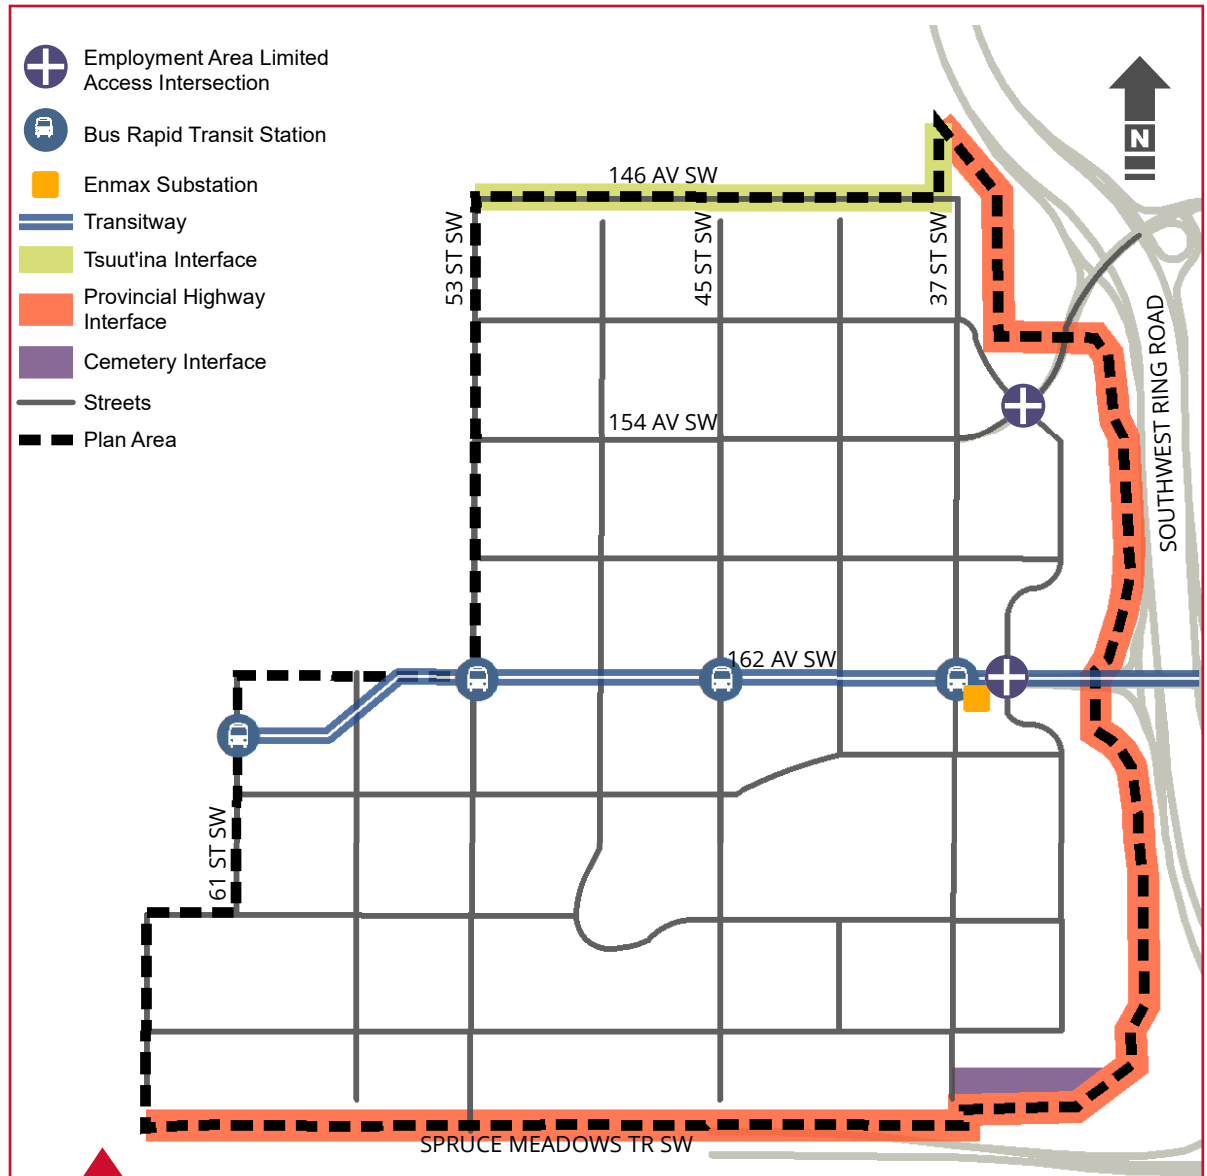 Employment Area Limited
Access Intersection
Bus Rapid Transit Station
Enmax Substation
Transitway
Tsuut'ina Interface
Provincial Highway
Interface
Cemetery Interface
Streets
Plan Area
N
146 AV SW
53 ST SW
45 ST SW
37 ST SW
SOUTHWEST RING ROAD
154 AV SW
162 AV SW
61 ST SW
SPRUCE MEADOWS TR SW